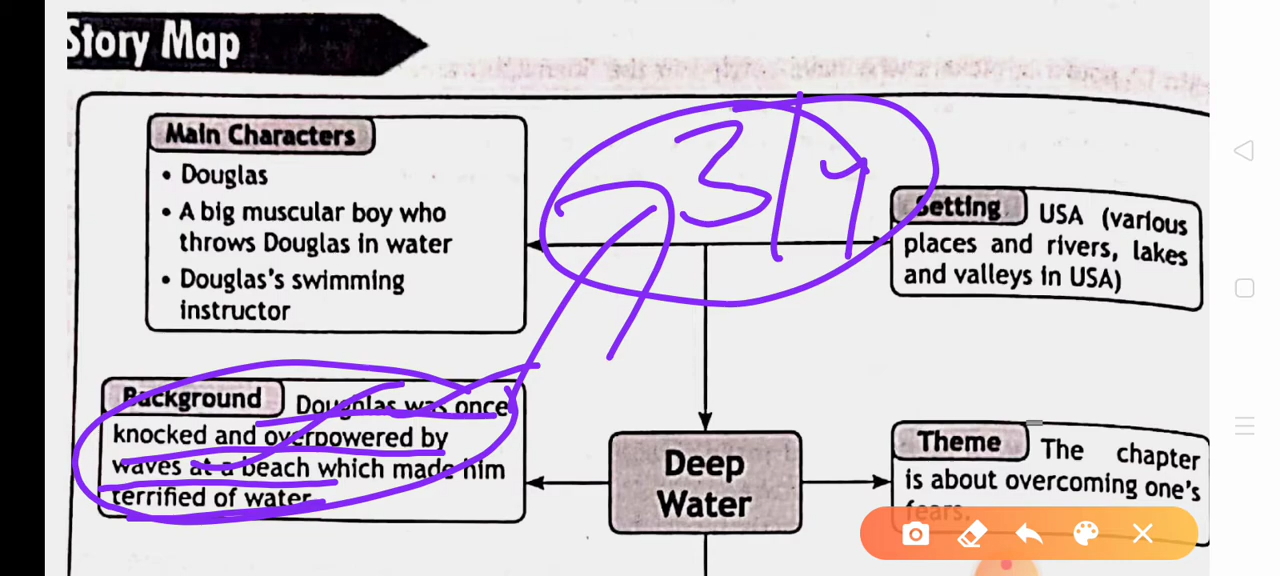 Story Map
Main Characters
• Douglas
• A big muscular boy who
throws Douglas in water
• Douglas's swimming
instructor
3/4
Setting USA (various
places and rivers, lakes
and valleys in USA)
Background Douglas was once
knocked and overpowered by
waves at a beach which made him
terrified of water.
Deep
Water
Theme The chapter
is about overcoming one's
fears.